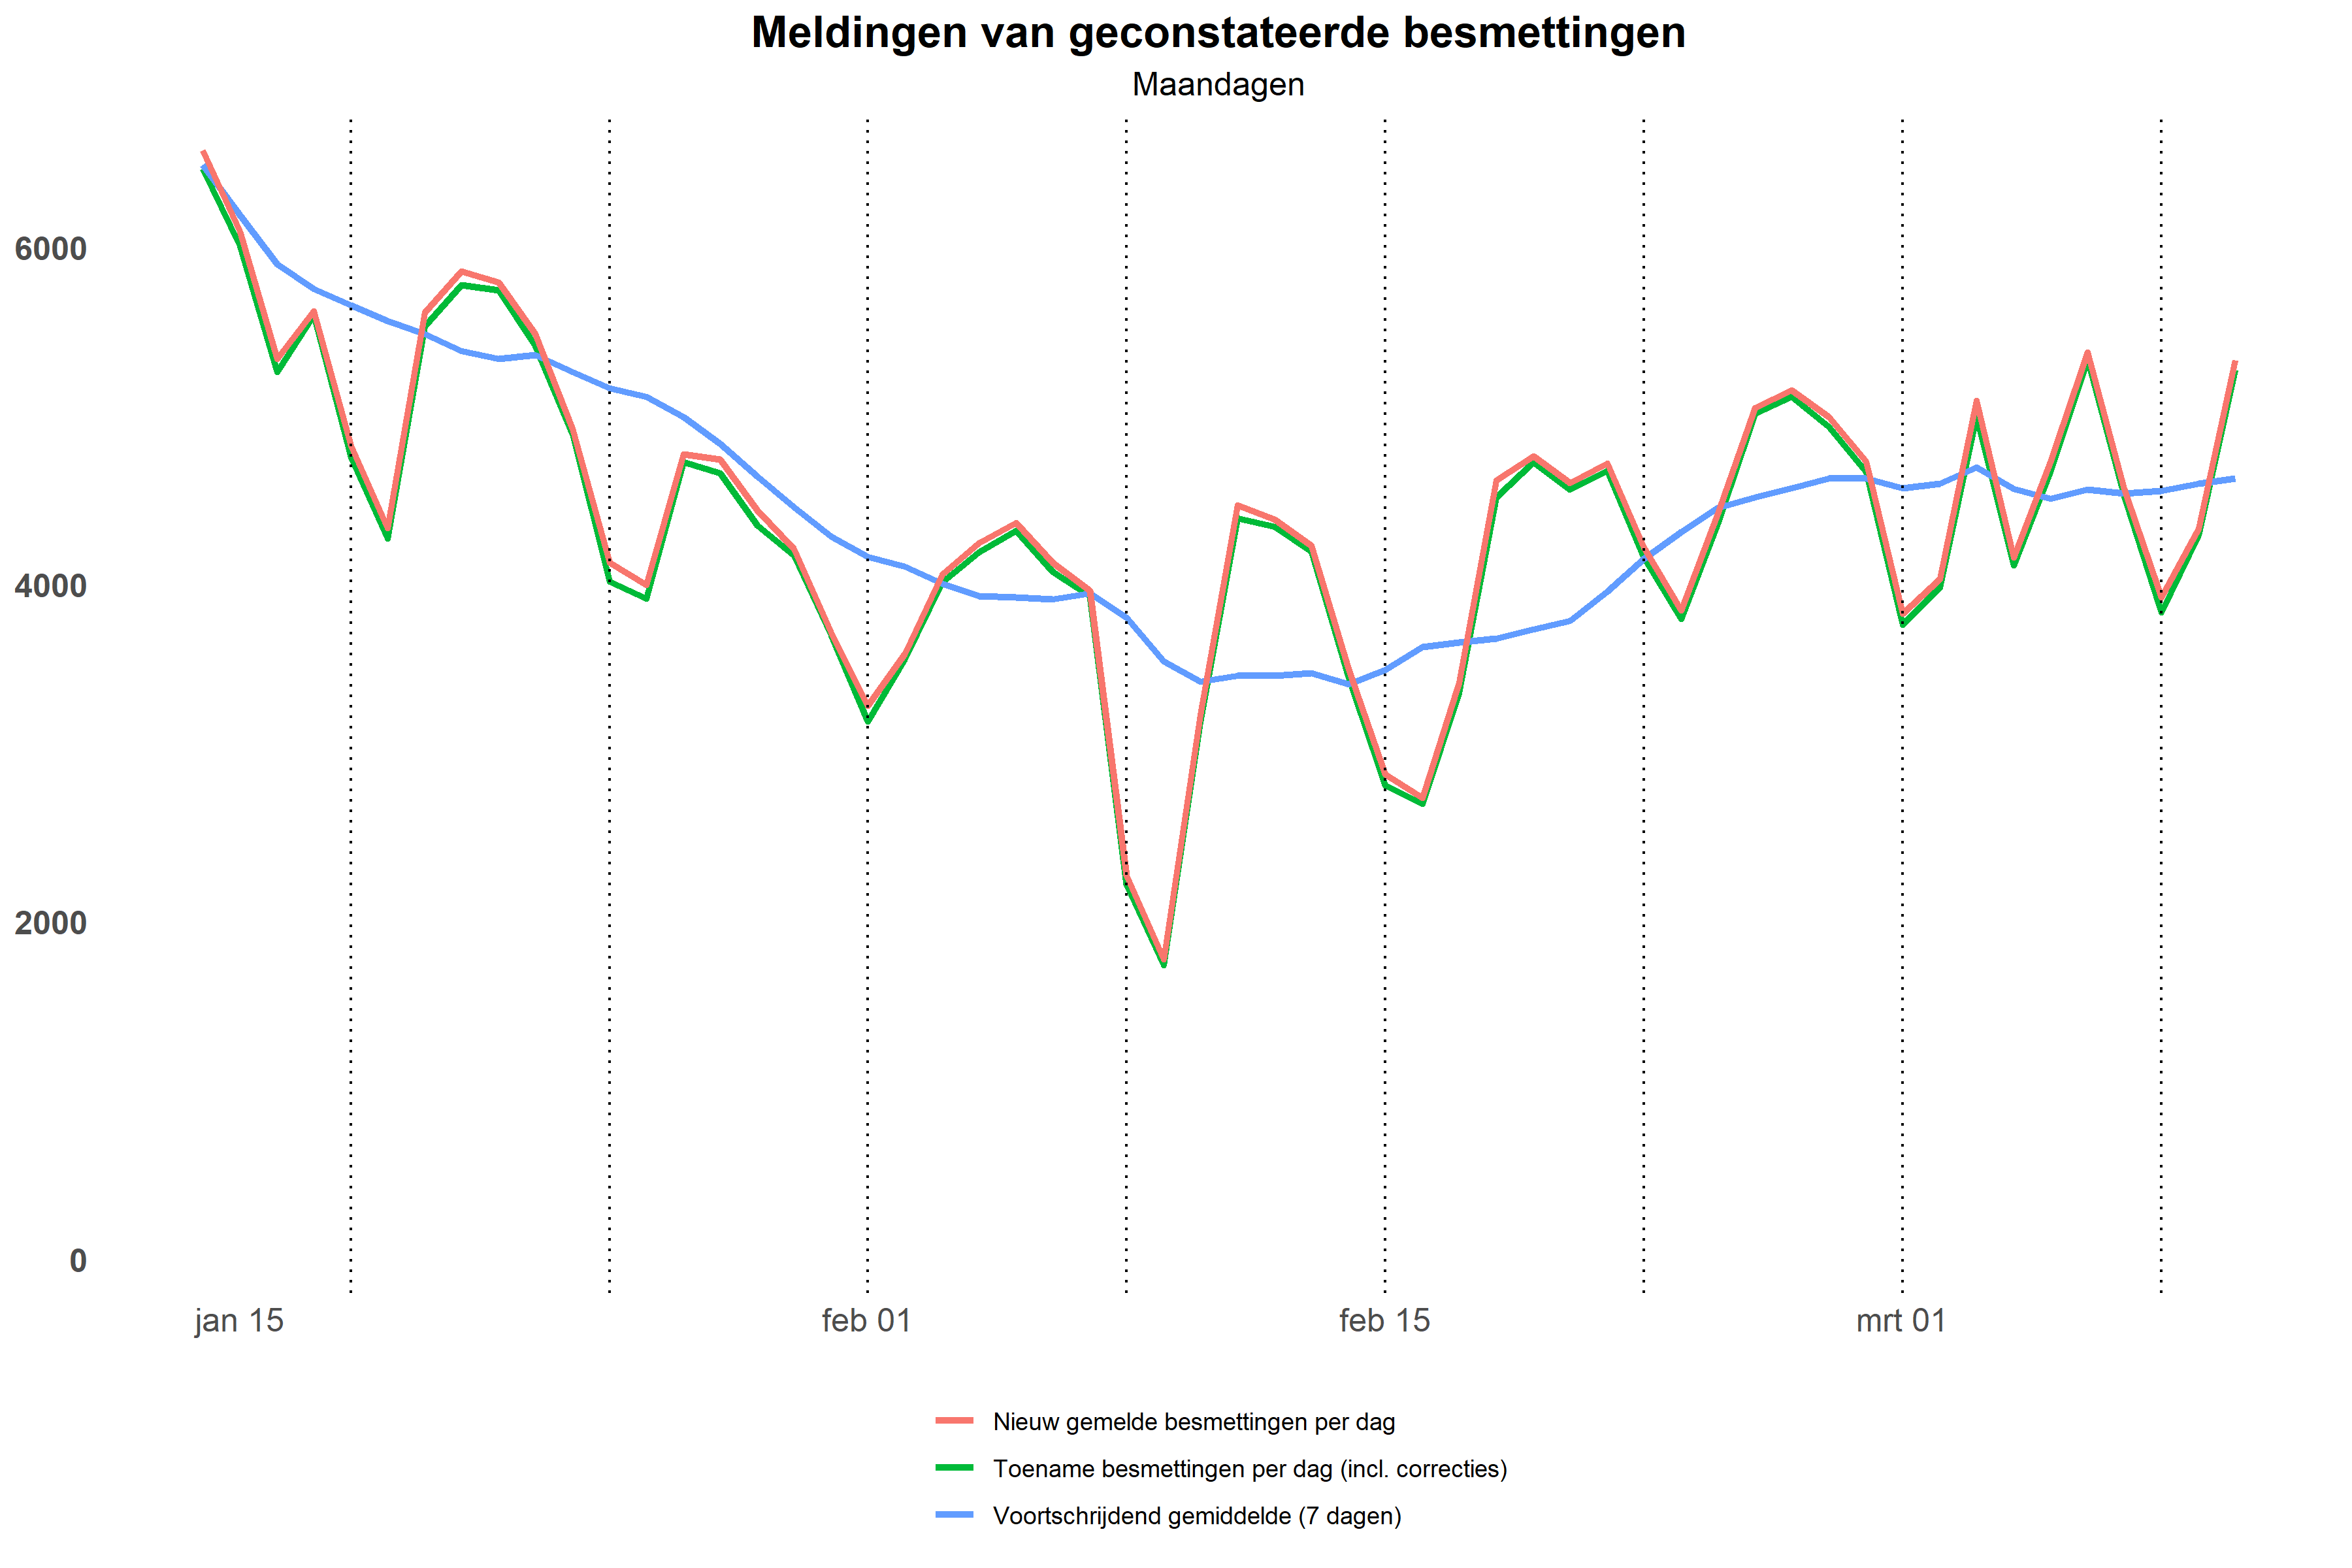 Meldingen van geconstateerde besmettingen
Maandagen
6000
4000
2000
0
jan 15
feb 01
feb 15
mrt 01
Nieuw gemelde besmettingen per dag
Toename besmettingen per dag (incl. correcties)
Voortschrijdend gemiddelde (7 dagen)